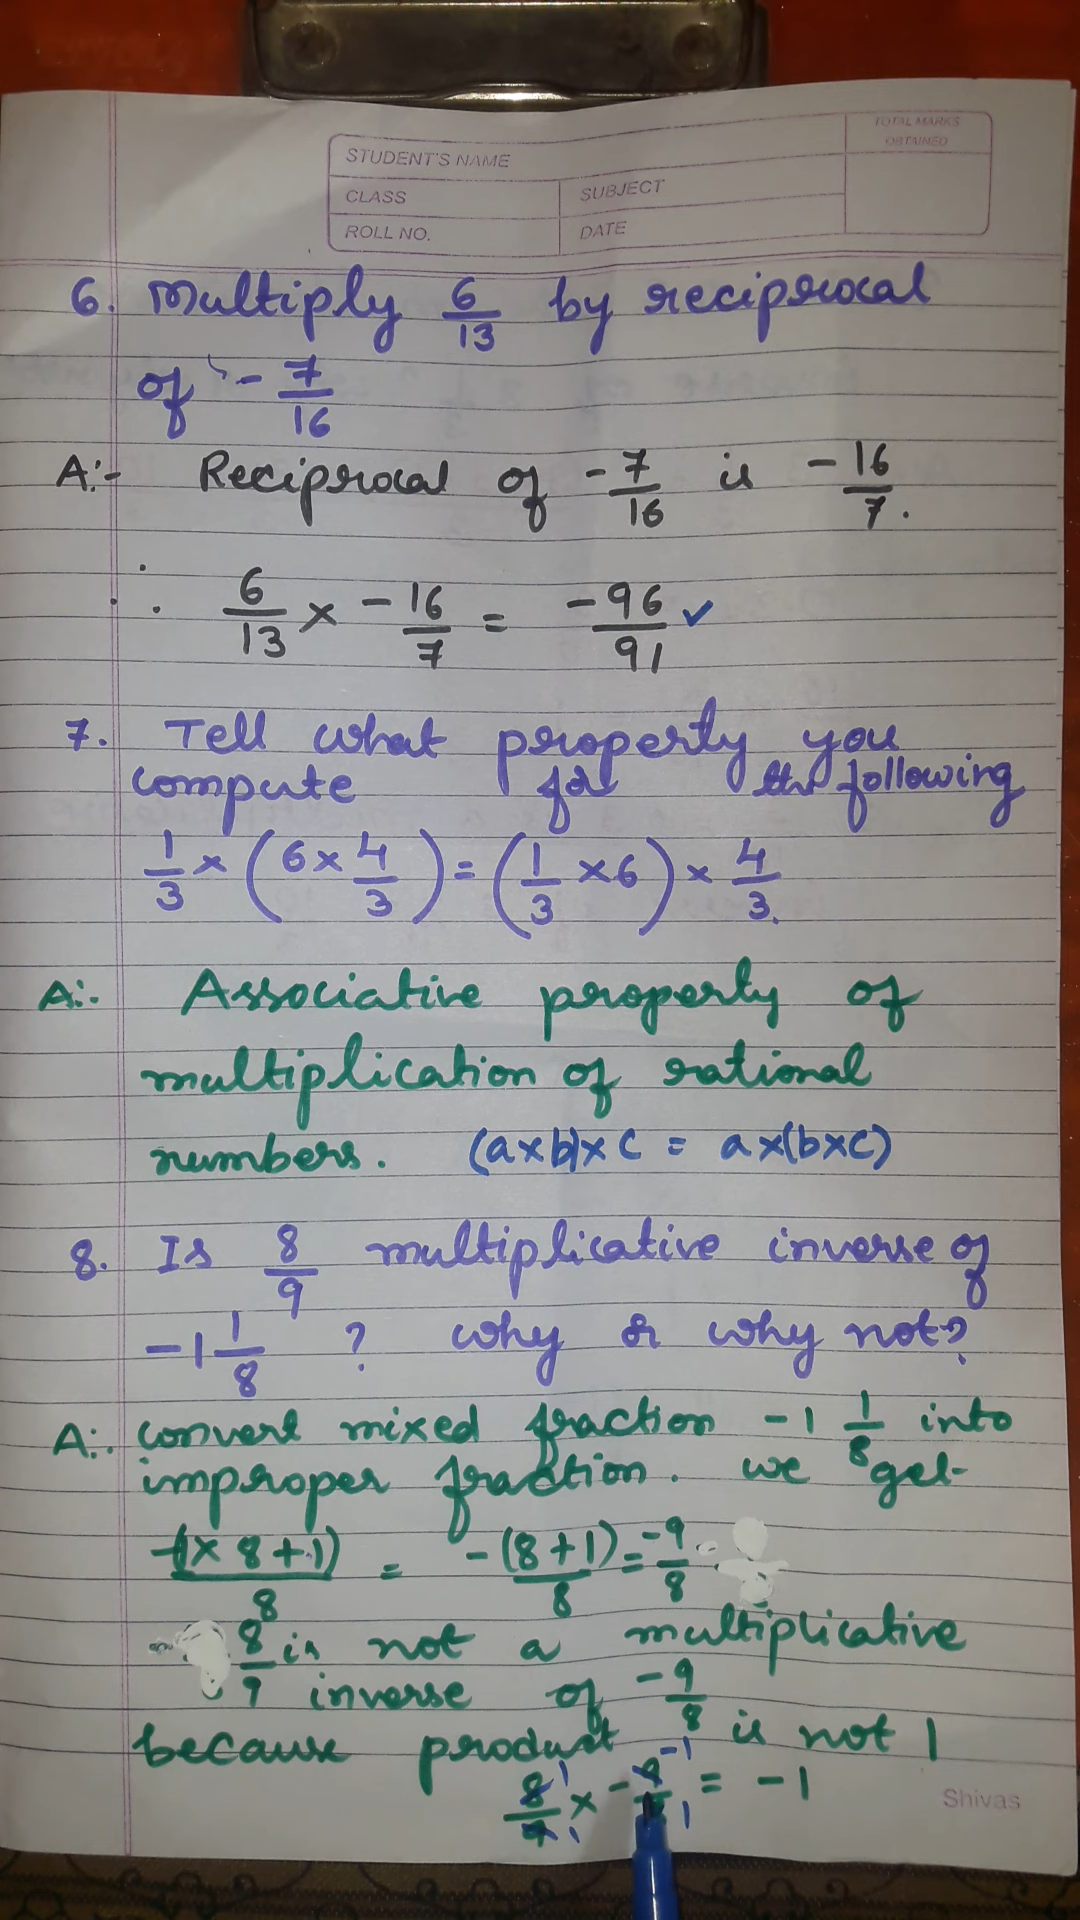 STUDENT'S NAME
TOTAL MARKS OBTAINED
CLASS
SUBJECT
ROLL NO.
DATE
6. Multiply 6/13 by reciprocal
of - 7/16
A:- Reciprocal of -7/16 is -16/7.
∴ 6/13 × -16/7 = -96/91 ✓
7. Tell what property you
compute for the following
1/3 × (6 × 4/3) = (1/3 × 6) × 4/3.
A:. Associative property of
multiplication of rational
numbers. (a×b)×c = a×(b×c)
8. Is 8/9 multiplicative inverse of
-1 1/8 ? why or why not?
A:. convert mixed fraction -1 1/8 into
improper fraction. we get
-(1×8+1)/8 = -(8+1)/8 = -9/8
8/9 is not a multiplicative
inverse of -9/8
because product is not 1
8/9 × -9/8 = -1
Shivas